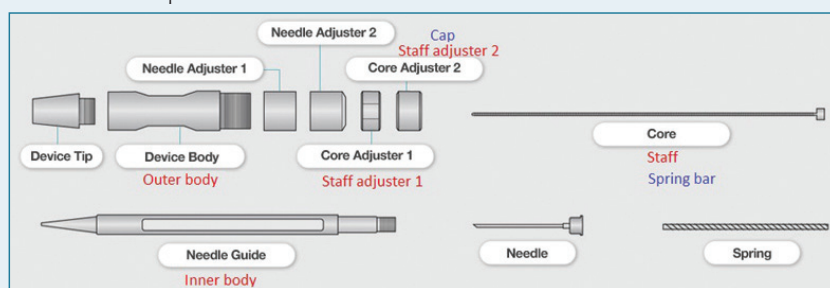 Needle Adjuster 2
Cap
Staff adjuster 2
Needle Adjuster 1
Core Adjuster 2
Device Tip
Device Body
Core Adjuster 1
Core
Outer body
Staff adjuster 1
Staff
Spring bar
Needle Guide
Needle
Spring
Inner body